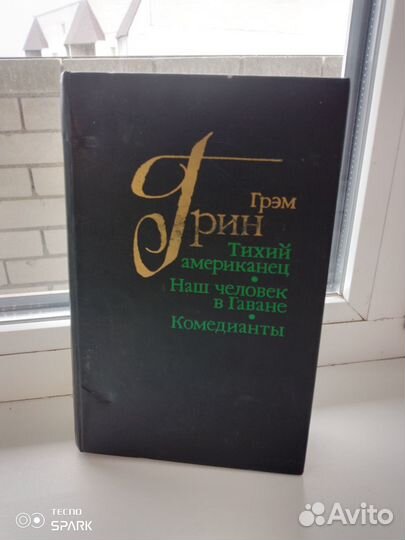 Грэм
Грин
Тихий
американец
•
Наш человек
в Гаване
•
Комедианты
TECNO
SPARK
Avito